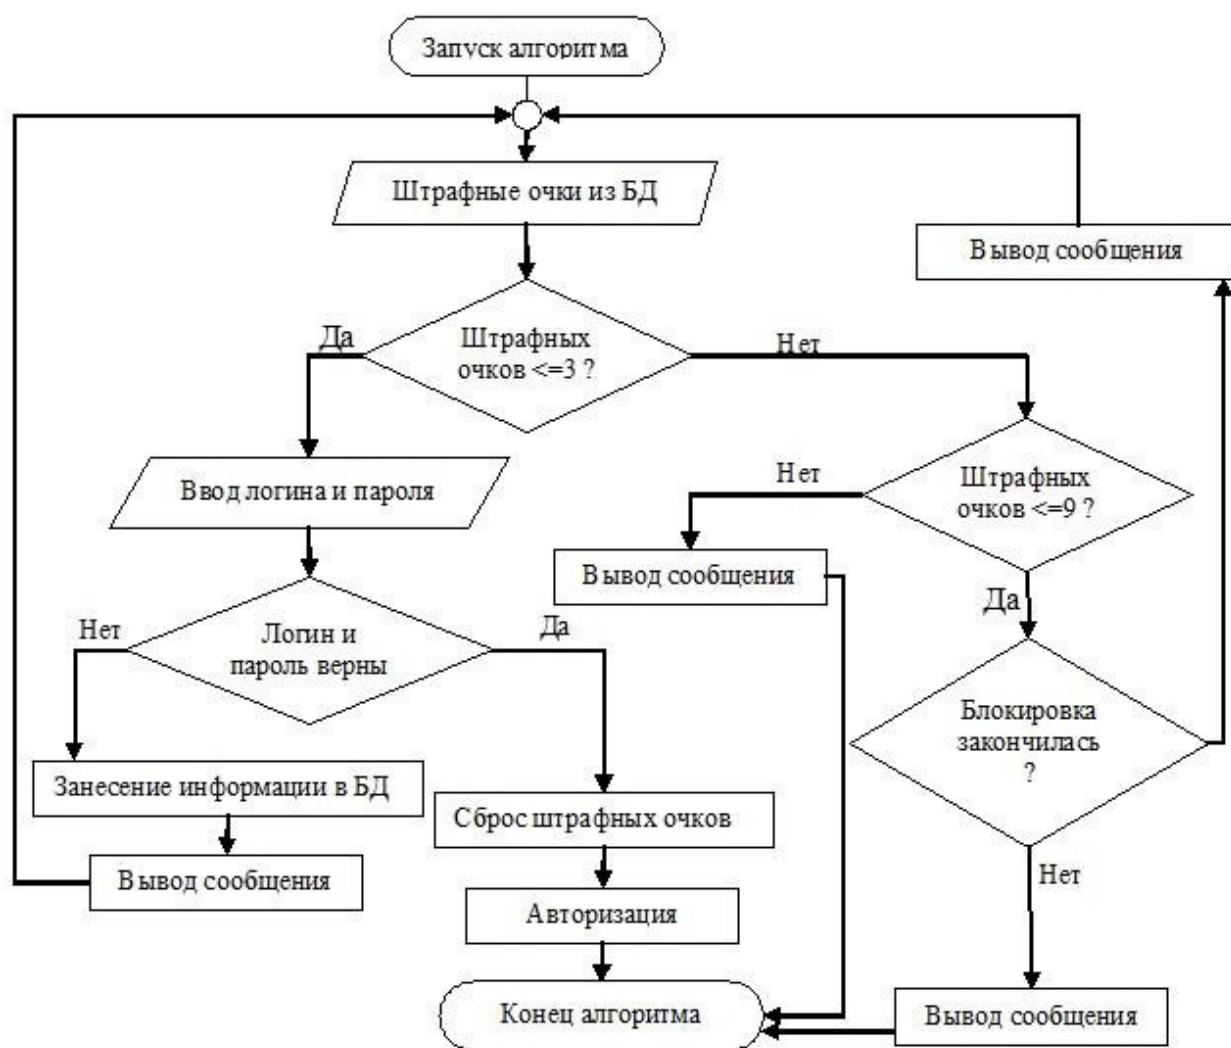 Запуск алгоритма
Штрафные очки из БД
Вывод сообщения
Да
Штрафных
очков <=3 ?
Нет
Ввод логина и пароля
Нет
Штрафных
очков <=9 ?
Вывод сообщения
Да
Нет
Логин и
пароль верны
Да
Блокировка
закончилась
?
Занесение информации в БД
Сброс штрафных очков
Вывод сообщения
Нет
Авторизация
Конец алгоритма
Вывод сообщения